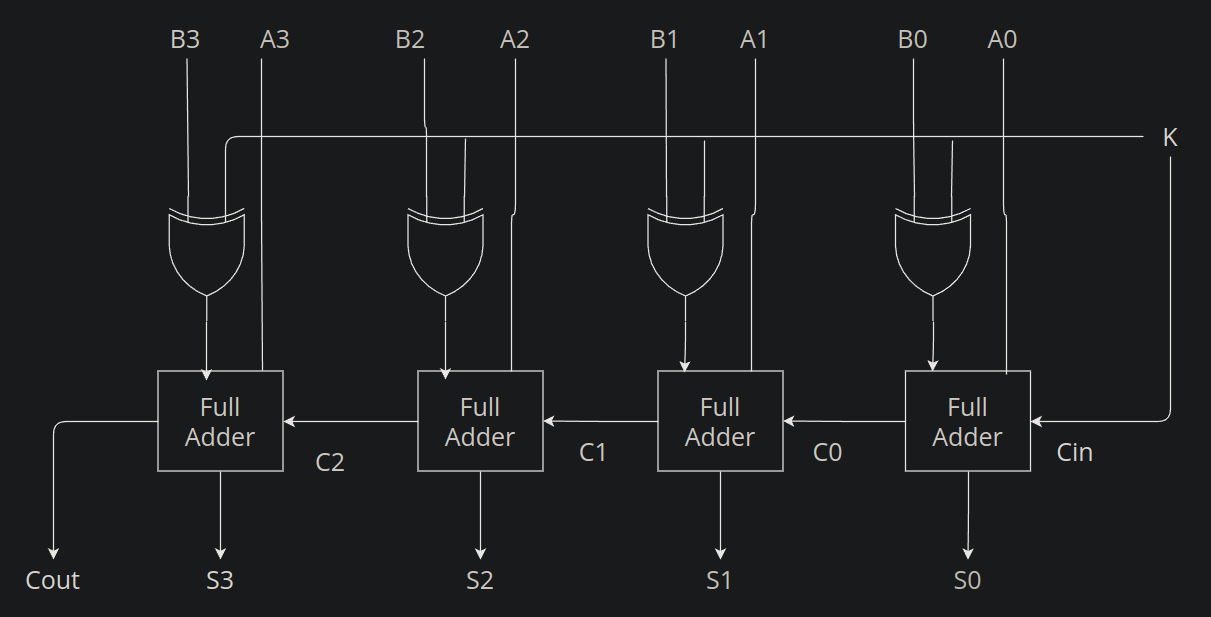 B3 A3 B2 A2 B1 A1 B0 A0
K
Full
Adder
Full
Adder
Full
Adder
Full
Adder
C2 C1 C0 Cin
Cout S3 S2 S1 S0